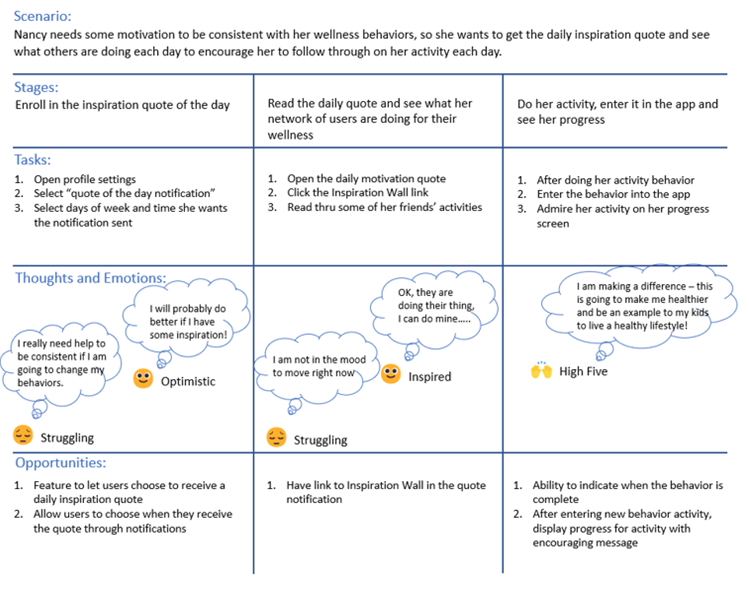 Scenario:
Nancy needs some motivation to be consistent with her wellness behaviors, so she wants to get the daily inspiration quote and see
what others are doing each day to encourage her to follow through on her activity each day.
Stages:
Enroll in the inspiration quote of the day
Read the daily quote and see what her
network of users are doing for their
wellness
Do her activity, enter it in the app and
see her progress
Tasks:
1. Open profile settings
2. Select “quote of the day notification”
3. Select days of week and time she wants
the notification sent
1. Open the daily motivation quote
2. Click the Inspiration Wall link
3. Read thru some of her friends’ activities
1. After doing her activity behavior
2. Enter the behavior into the app
3. Admire her activity on her progress
screen
Thoughts and Emotions:
I really need help to
be consistent if I am
going to change my
behaviors.
Struggling
I will probably do
better if I have
some inspiration!
Optimistic
I am not in the mood
to move right now
Struggling
OK, they are
doing their thing,
I can do mine…..
Inspired
I am making a difference – this
is going to make me healthier
and be an example to my kids
to live a healthy lifestyle!
High Five
Opportunities:
1. Feature to let users choose to receive a
daily inspiration quote
2. Allow users to choose when they receive
the quote through notifications
1. Have link to Inspiration Wall in the quote
notification
1. Ability to indicate when the behavior is
complete
2. After entering new behavior activity,
display progress for activity with
encouraging message